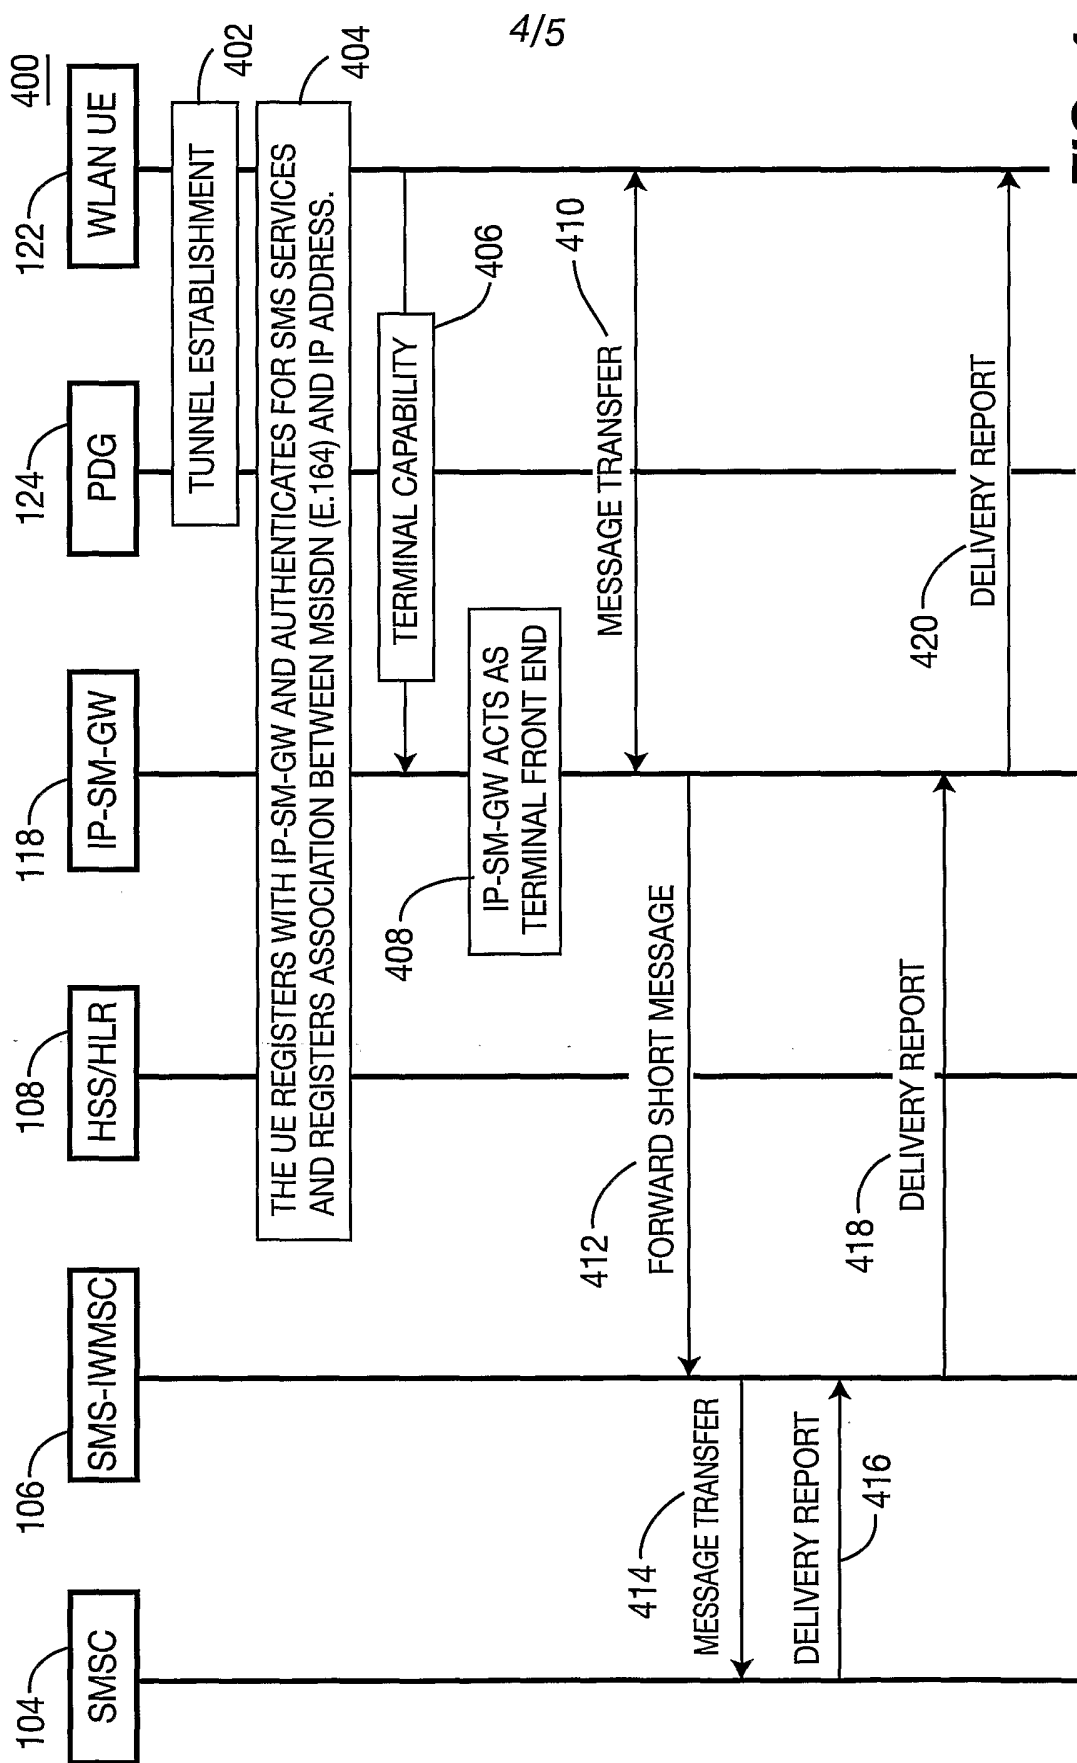 4/5
400
104
SMSC
106
SMS-IWMSC
108
HSS/HLR
118
IP-SM-GW
124
PDG
122
WLAN UE
TUNNEL ESTABLISHMENT
402
THE UE REGISTERS WITH IP-SM-GW AND AUTHENTICATES FOR SMS SERVICES
AND REGISTERS ASSOCIATION BETWEEN MSISDN (E.164) AND IP ADDRESS.
404
TERMINAL CAPABILITY
406
408
IP-SM-GW ACTS AS
TERMINAL FRONT END
MESSAGE TRANSFER
410
412
FORWARD SHORT MESSAGE
414
MESSAGE TRANSFER
DELIVERY REPORT
416
418
DELIVERY REPORT
420
DELIVERY REPORT